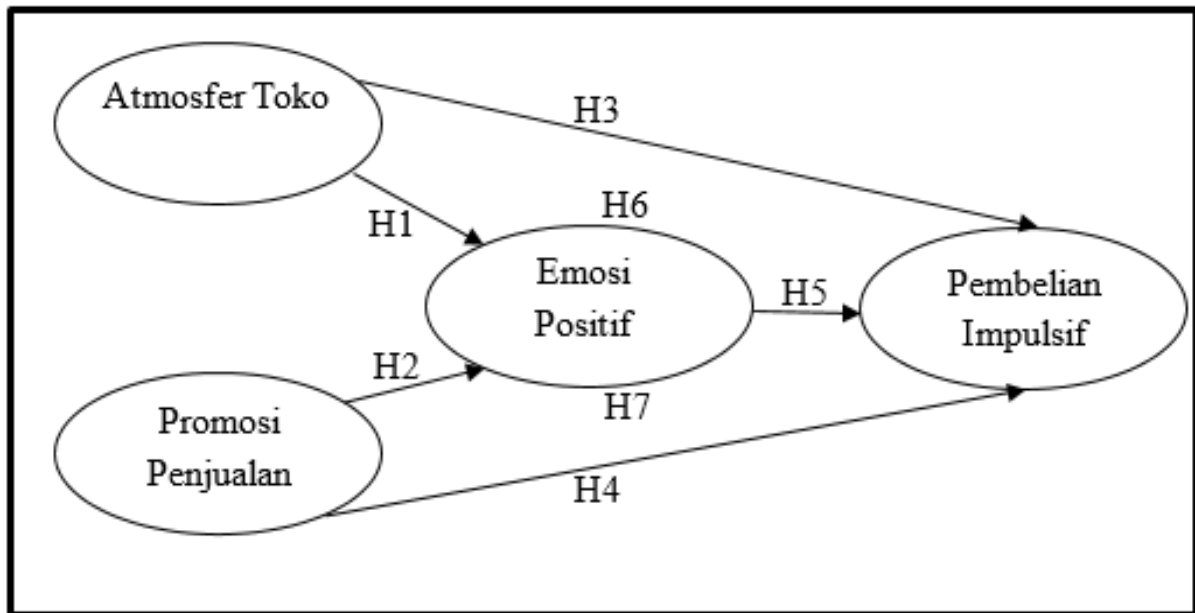 Atmosfer Toko
H3
H1
H6
Emosi
Positif
H5
Pembelian
Impulsif
H2
H7
Promosi
Penjualan
H4